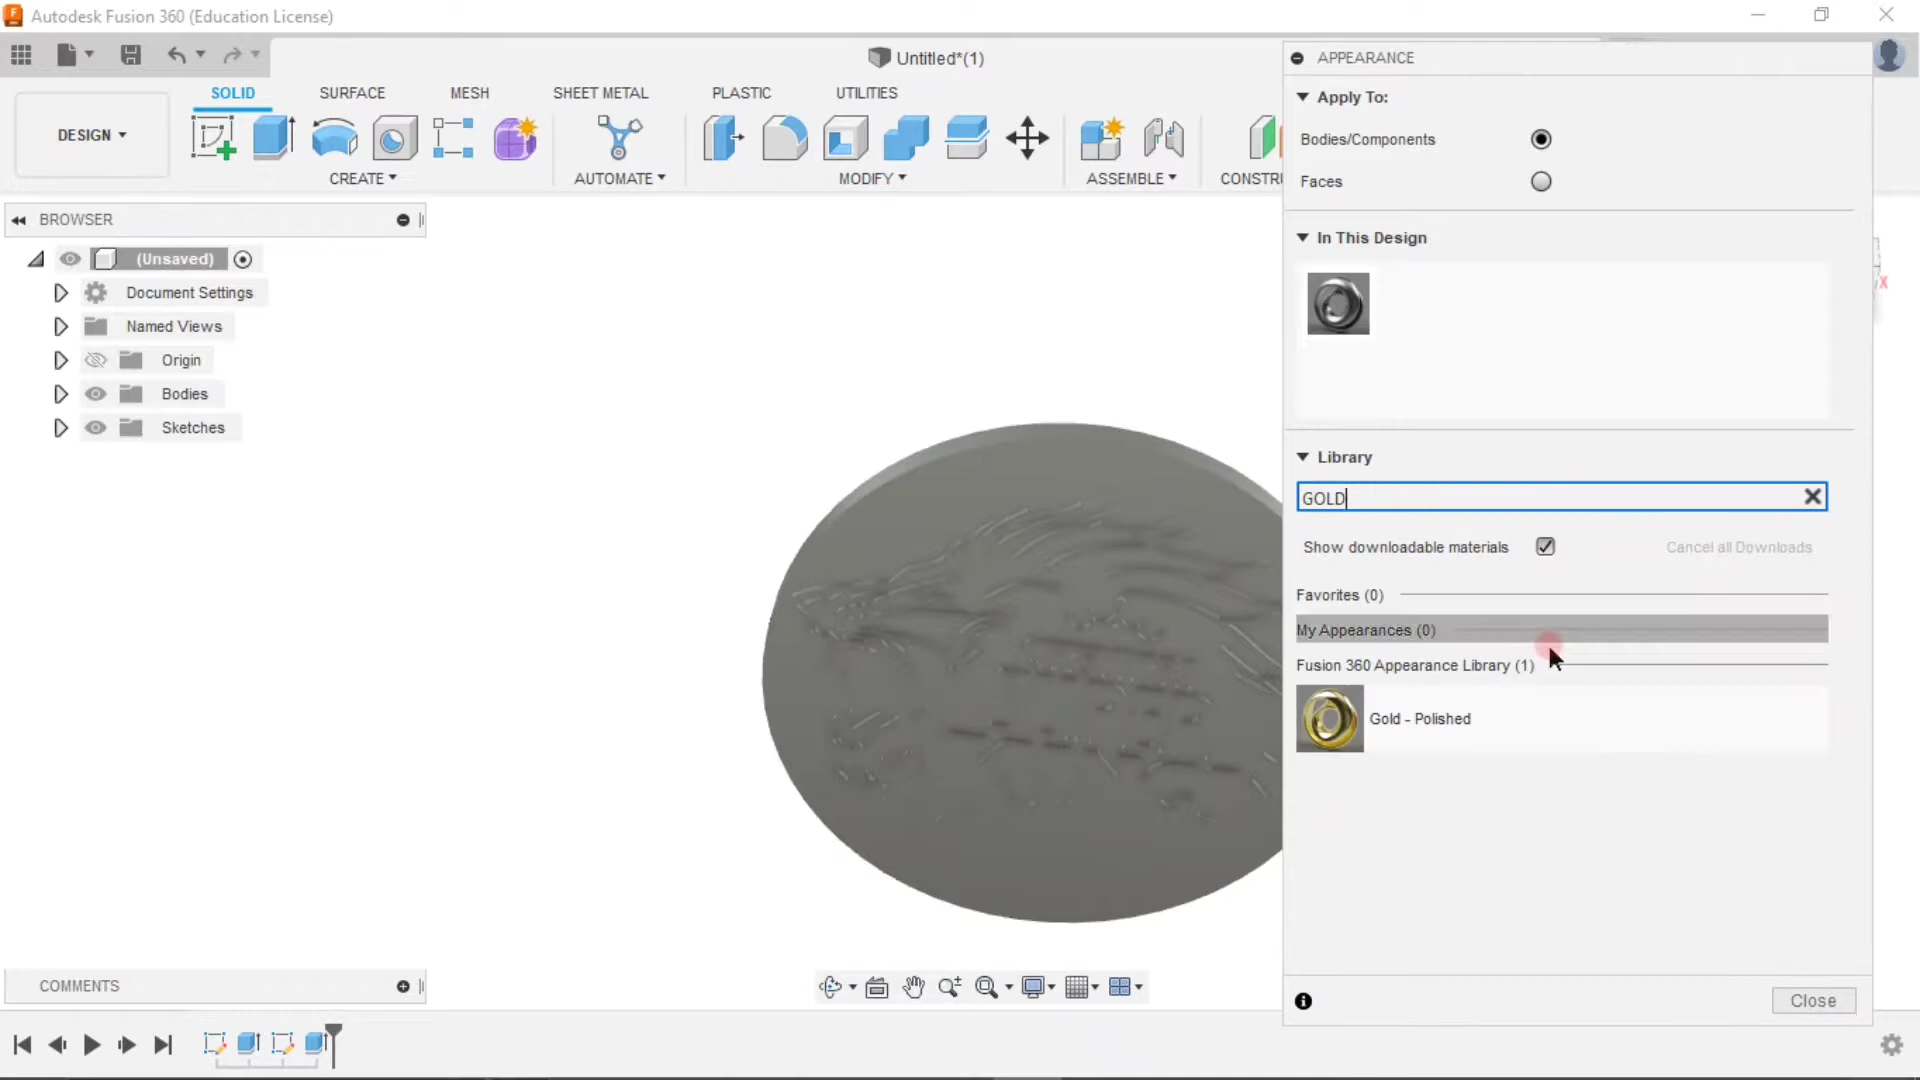 Autodesk Fusion 360 (Education License)
Untitled*(1)
SOLID
SURFACE
MESH
SHEET METAL
PLASTIC
UTILITIES
DESIGN
CREATE
AUTOMATE
MODIFY
ASSEMBLE
CONSTR
BROWSER
(Unsaved)
Document Settings
Named Views
Origin
Bodies
Sketches
APPEARANCE
Apply To:
Bodies/Components
Faces
In This Design
X
Library
GOLD
Show downloadable materials
Cancel all Downloads
Favorites (0)
My Appearances (0)
Fusion 360 Appearance Library (1)
Gold - Polished
Close
COMMENTS